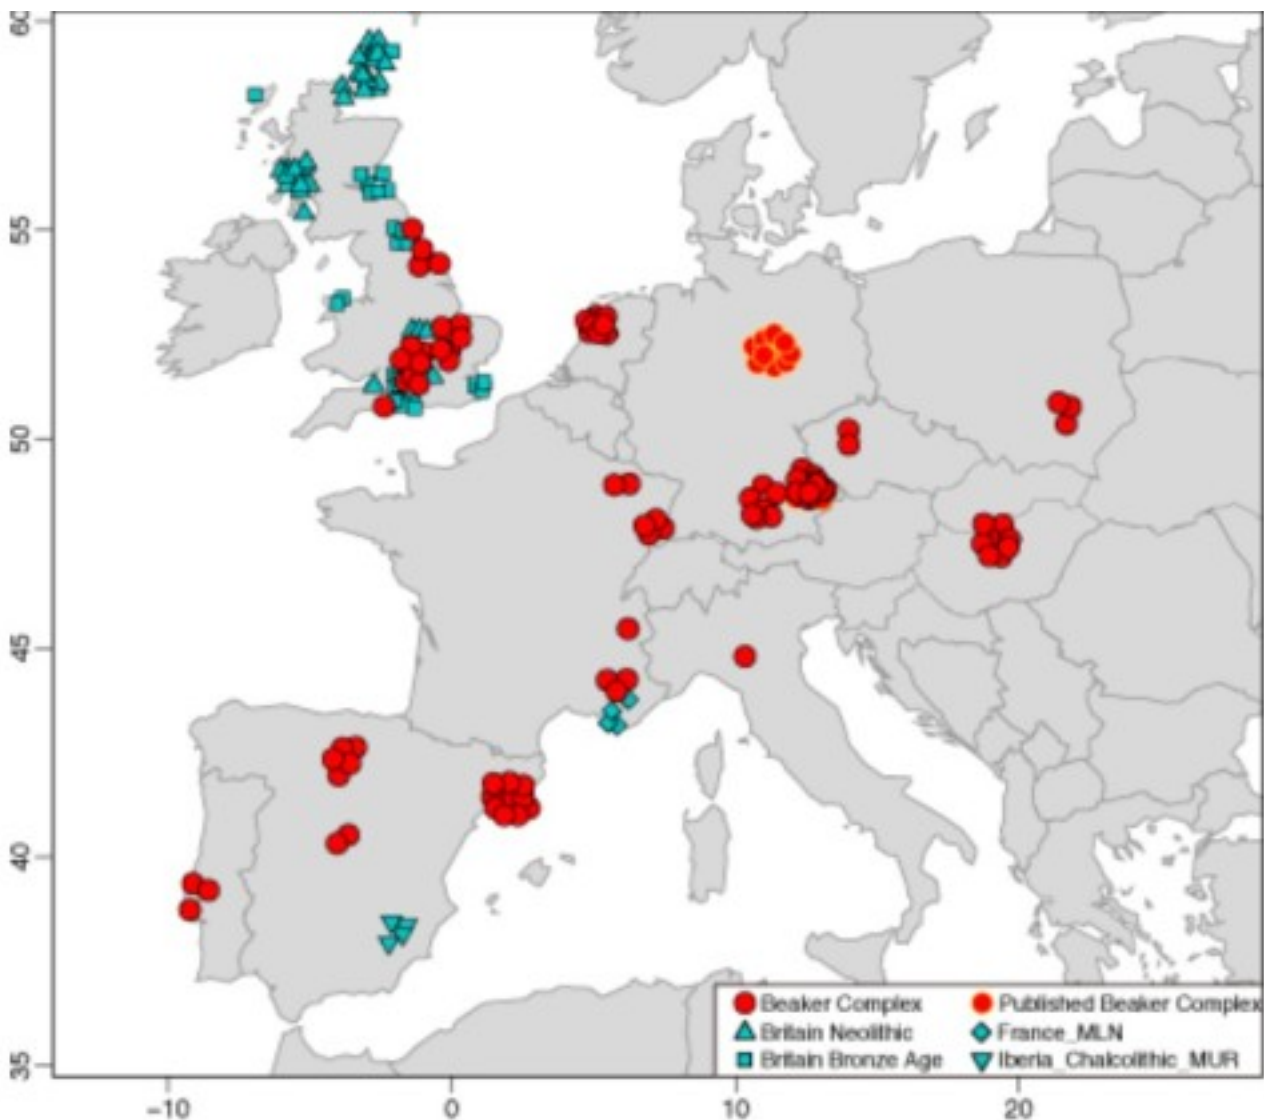 60
55
50
45
40
35
Beaker Complex Published Beaker Complex
Britain Neolithic France_MLN
Britain Bronze Age Iberia_Chalcolithic_MUR
-10 0 10 20